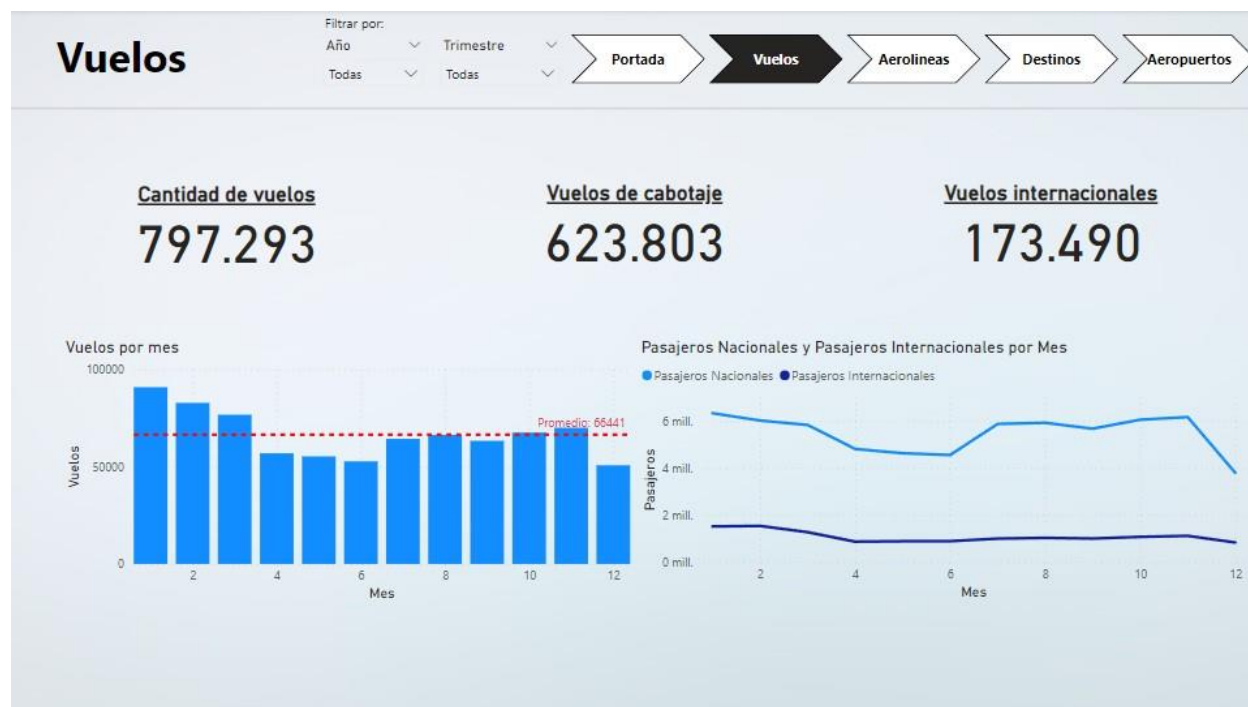 Vuelos
Filtrar por:
Año Trimestre
Todas Todas
Portada Vuelos Aerolineas Destinos Aeropuertos
Cantidad de vuelos
797.293
Vuelos de cabotaje
623.803
Vuelos internacionales
173.490
Vuelos por mes
100000
50000
0
Vuelos
Promedio: 66441
2 4 6 8 10 12
Mes
Pasajeros Nacionales y Pasajeros Internacionales por Mes
Pasajeros Nacionales Pasajeros Internacionales
6 mill.
4 mill.
2 mill.
0 mill.
Pasajeros
2 4 6 8 10 12
Mes